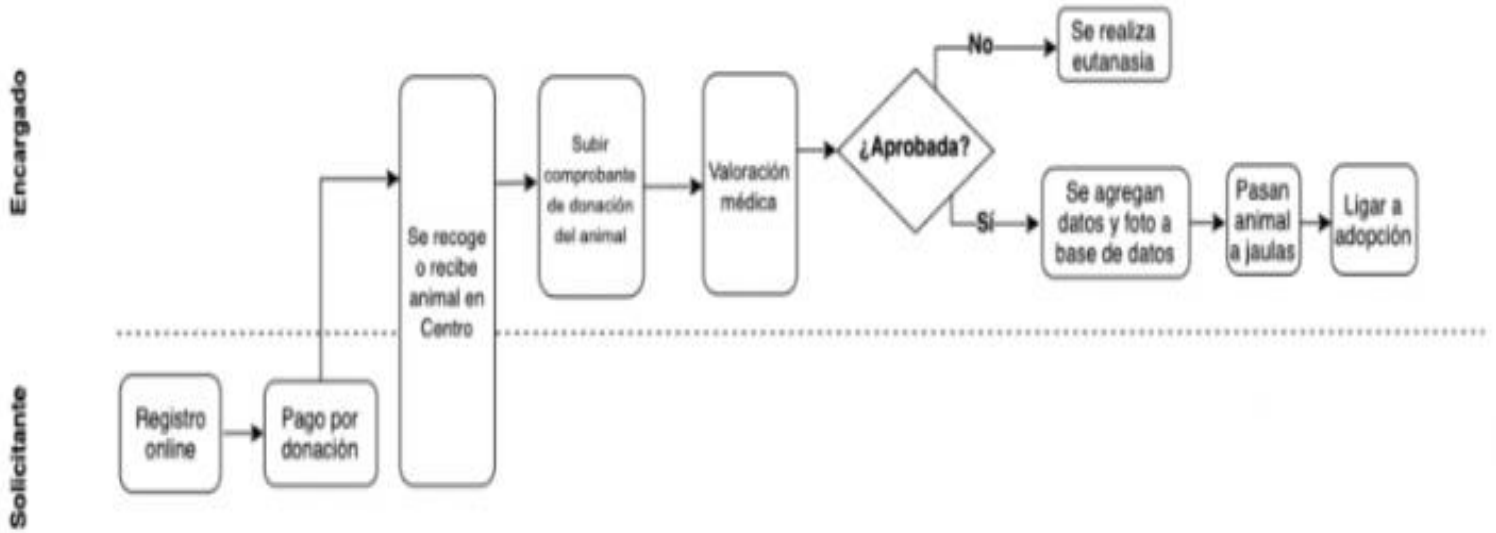 Encargado
Solicitante
Registro
online
Pago por
donación
Se recoge
o recibe
animal en
Centro
Subir
comprobante
de donación
del animal
Valoración
médica
¿Aprobada?
No
Se realiza
eutanasia
Sí
Se agregan
datos y foto a
base de datos
Pasan
animal
a jaulas
Ligar a
adopción